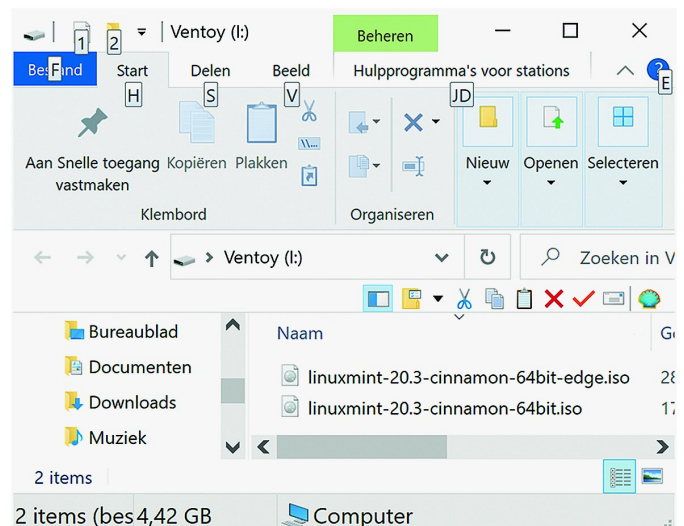 Ventoy (I:)
Beheren
1
2
Bestand
Start
Delen
Beeld
Hulpprogramma's voor stations
F
H
S
V
JD
E
Aan Snelle toegang vastmaken
Kopiëren
Plakken
Nieuw
Openen
Selecteren
Klembord
Organiseren
Ventoy (I:)
Zoeken in V
Bureaublad
Documenten
Downloads
Muziek
Naam
linuxmint-20.3-cinnamon-64bit-edge.iso
28
linuxmint-20.3-cinnamon-64bit.iso
17
2 items
2 items (bes
4,42 GB
Computer